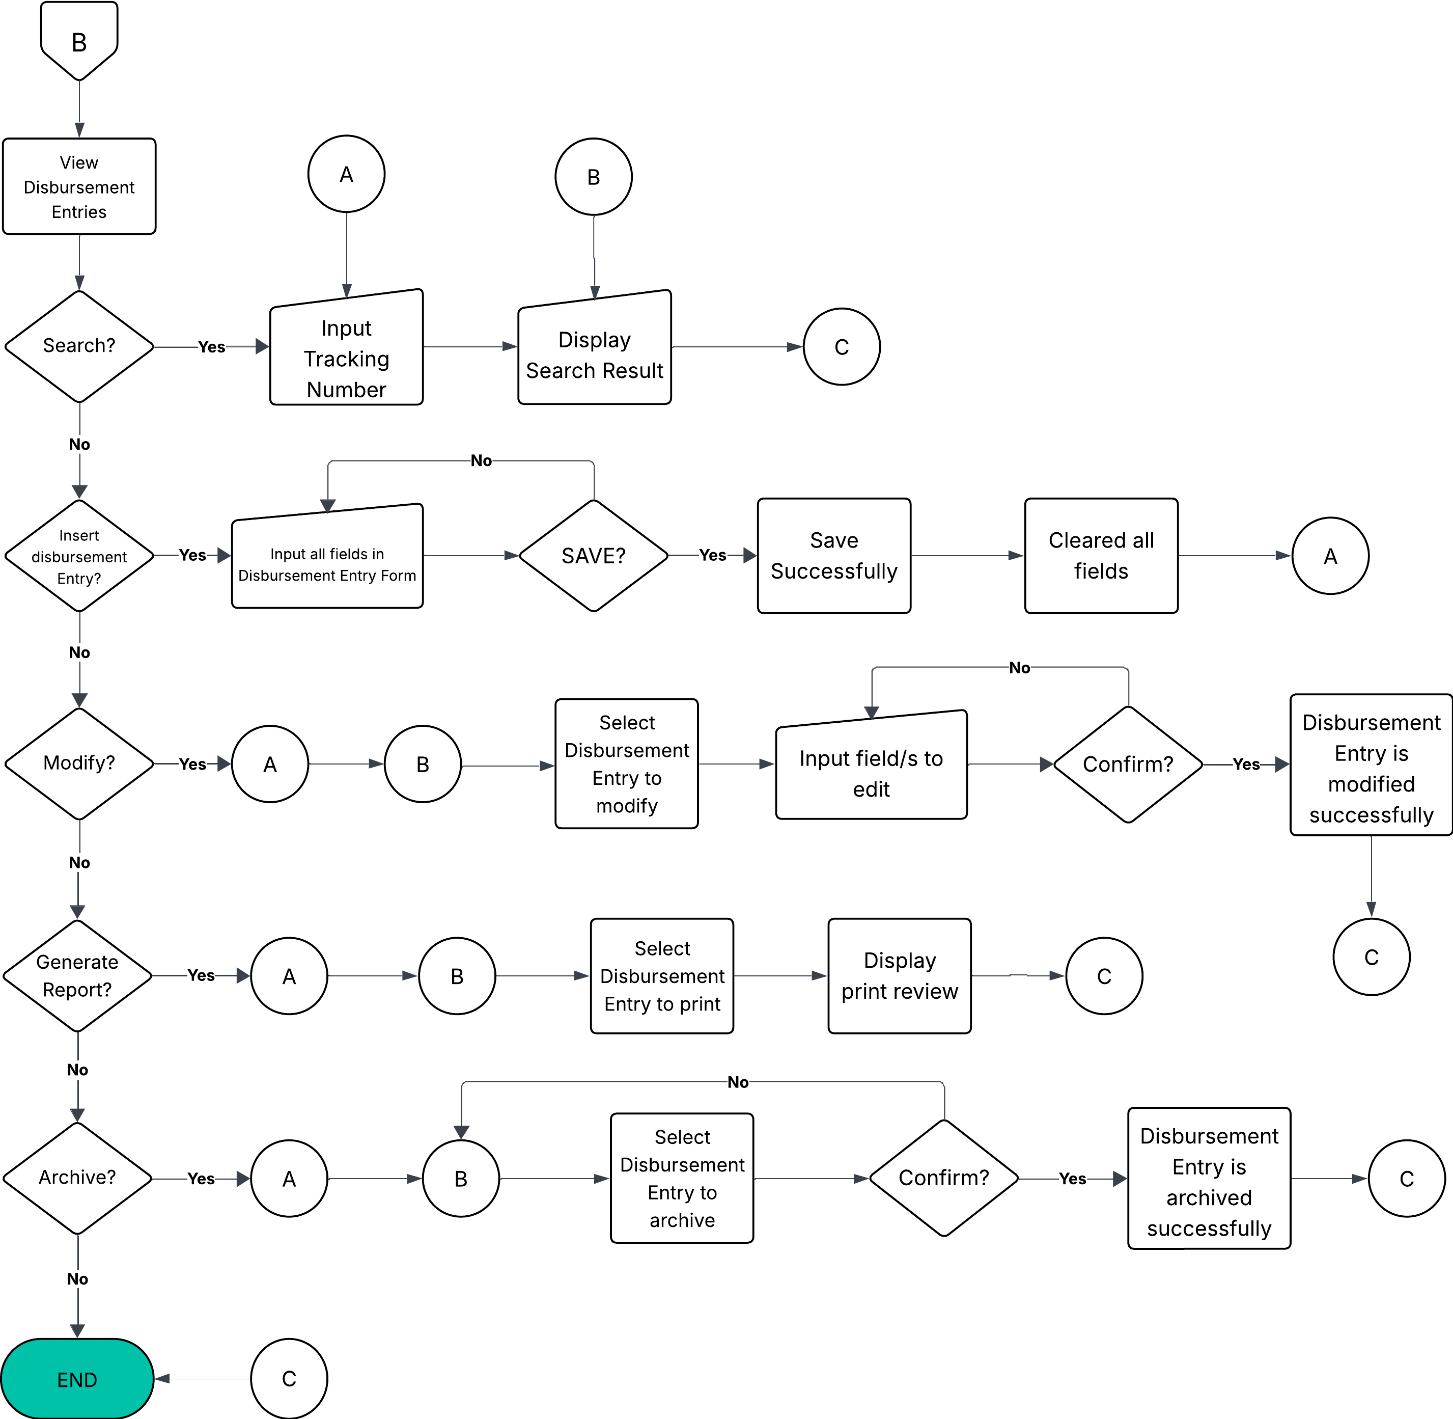 B
View
Disbursement
Entries
A
B
Search?
Yes
Input
Tracking
Number
Display
Search Result
C
No
No
Insert
disbursement
Entry?
Yes
Input all fields in
Disbursement Entry Form
SAVE?
Yes
Save
Successfully
Cleared all
fields
A
No
No
Modify?
Yes
A
B
Select
Disbursement
Entry to
modify
Input field/s to
edit
Confirm?
Yes
Disbursement
Entry is
modified
successfully
No
C
Generate
Report?
Yes
A
B
Select
Disbursement
Entry to print
Display
print review
C
No
No
Archive?
Yes
A
B
Select
Disbursement
Entry to
archive
Confirm?
Yes
Disbursement
Entry is
archived
successfully
C
No
END
C